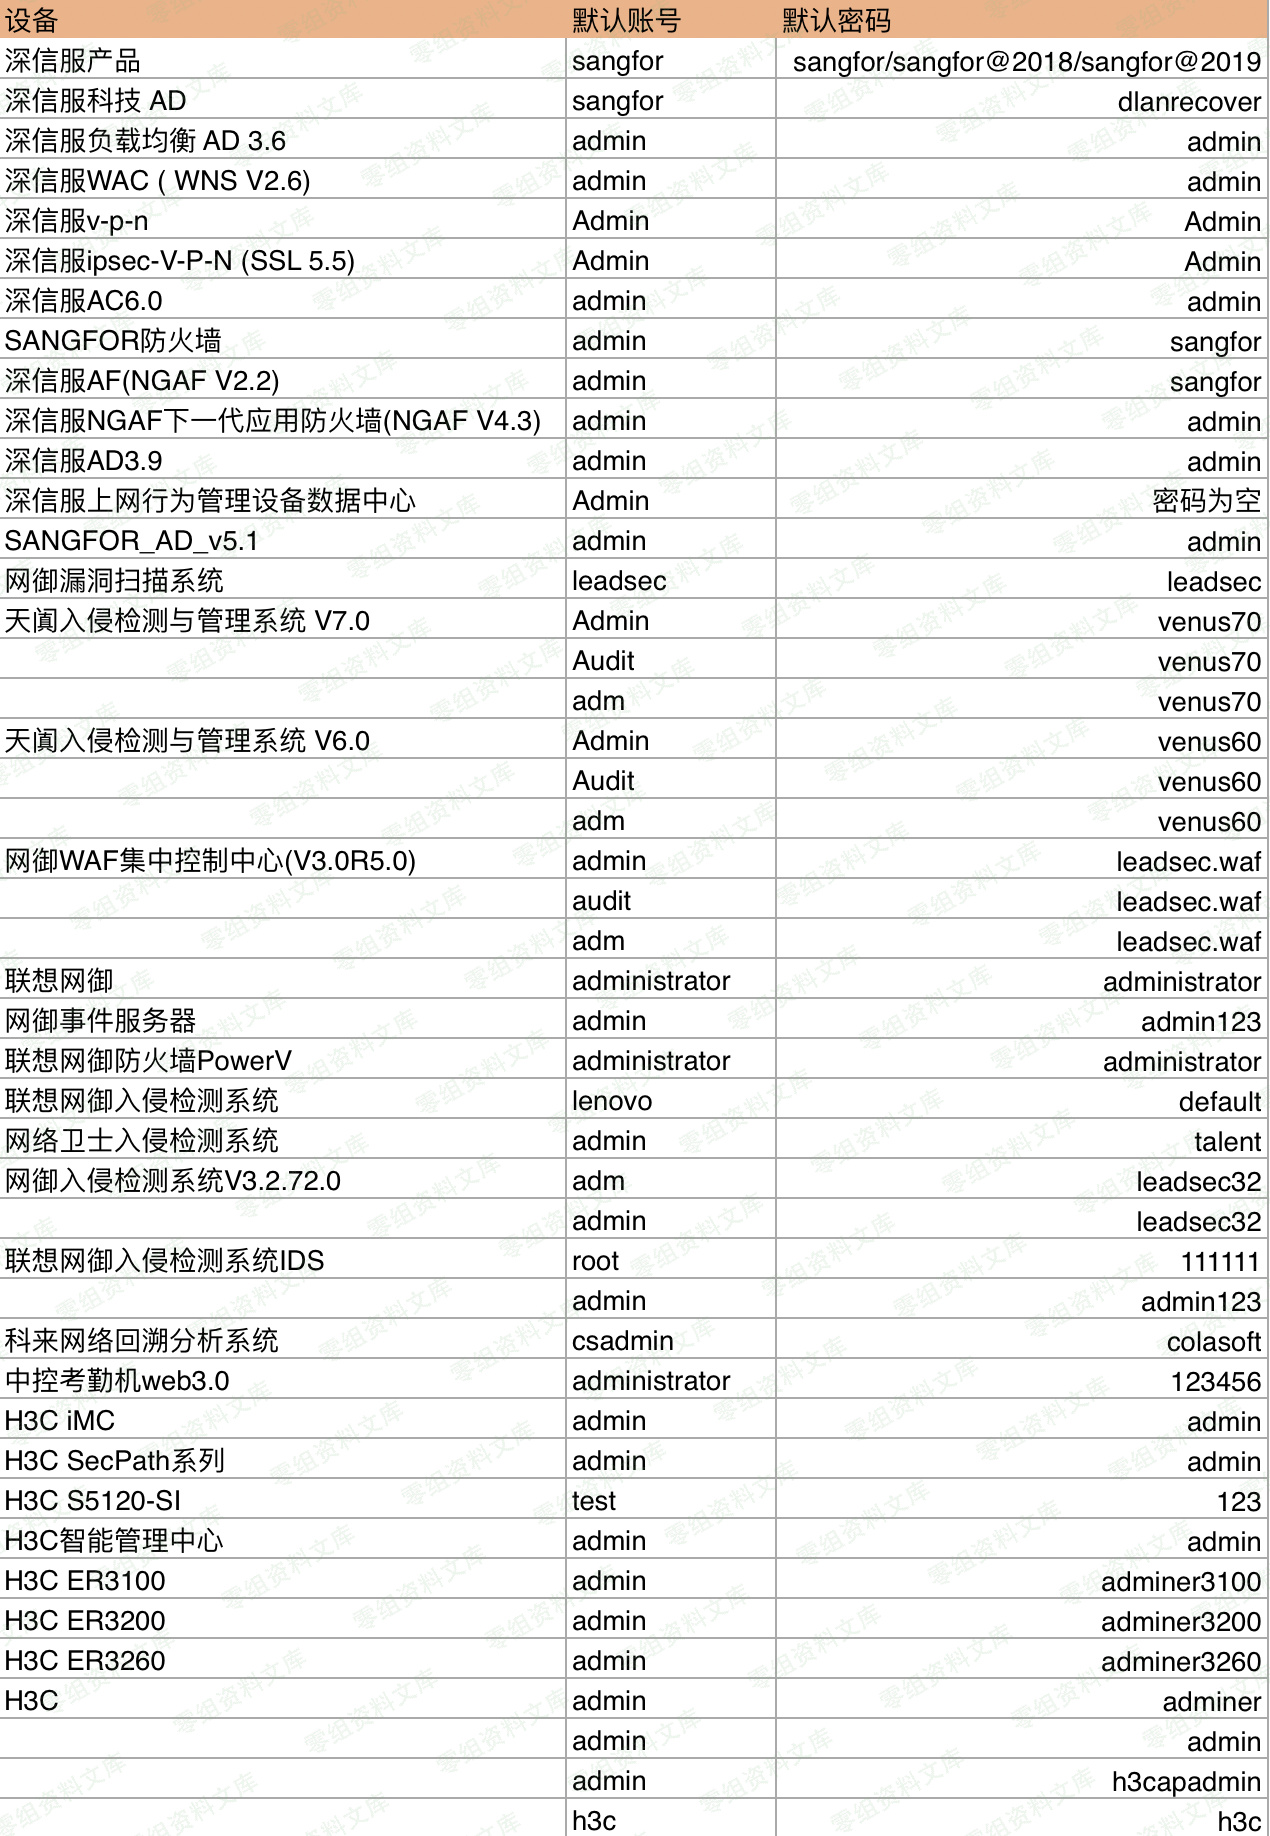 设备 默认账号 默认密码
深信服产品 sangfor sangfor/sangfor@2018/sangfor@2019
深信服科技 AD sangfor dlanrecover
深信服负载均衡 AD 3.6 admin admin
深信服WAC ( WNS V2.6) admin admin
深信服v-p-n Admin Admin
深信服ipsec-V-P-N (SSL 5.5) Admin Admin
深信服AC6.0 admin admin
SANGFOR防火墙 admin sangfor
深信服AF(NGAF V2.2) admin sangfor
深信服NGAF下一代应用防火墙(NGAF V4.3) admin admin
深信服AD3.9 admin admin
深信服上网行为管理设备数据中心 Admin 密码为空
SANGFOR_AD_v5.1 admin admin
网御漏洞扫描系统 leadsec leadsec
天阗入侵检测与管理系统 V7.0 Admin venus70
Audit venus70
adm venus70
天阗入侵检测与管理系统 V6.0 Admin venus60
Audit venus60
adm venus60
网御WAF集中控制中心(V3.0R5.0) admin leadsec.waf
audit leadsec.waf
adm leadsec.waf
联想网御 administrator administrator
网御事件服务器 admin admin123
联想网御防火墙PowerV administrator administrator
联想网御入侵检测系统 lenovo default
网络卫士入侵检测系统 admin talent
网御入侵检测系统V3.2.72.0 adm leadsec32
admin leadsec32
联想网御入侵检测系统IDS root 111111
admin admin123
科来网络回溯分析系统 csadmin colasoft
中控考勤机web3.0 administrator 123456
H3C iMC admin admin
H3C SecPath系列 admin admin
H3C S5120-SI test 123
H3C智能管理中心 admin admin
H3C ER3100 admin adminer3100
H3C ER3200 admin adminer3200
H3C ER3260 admin adminer3260
H3C admin adminer
admin admin
admin h3capadmin
h3c h3c